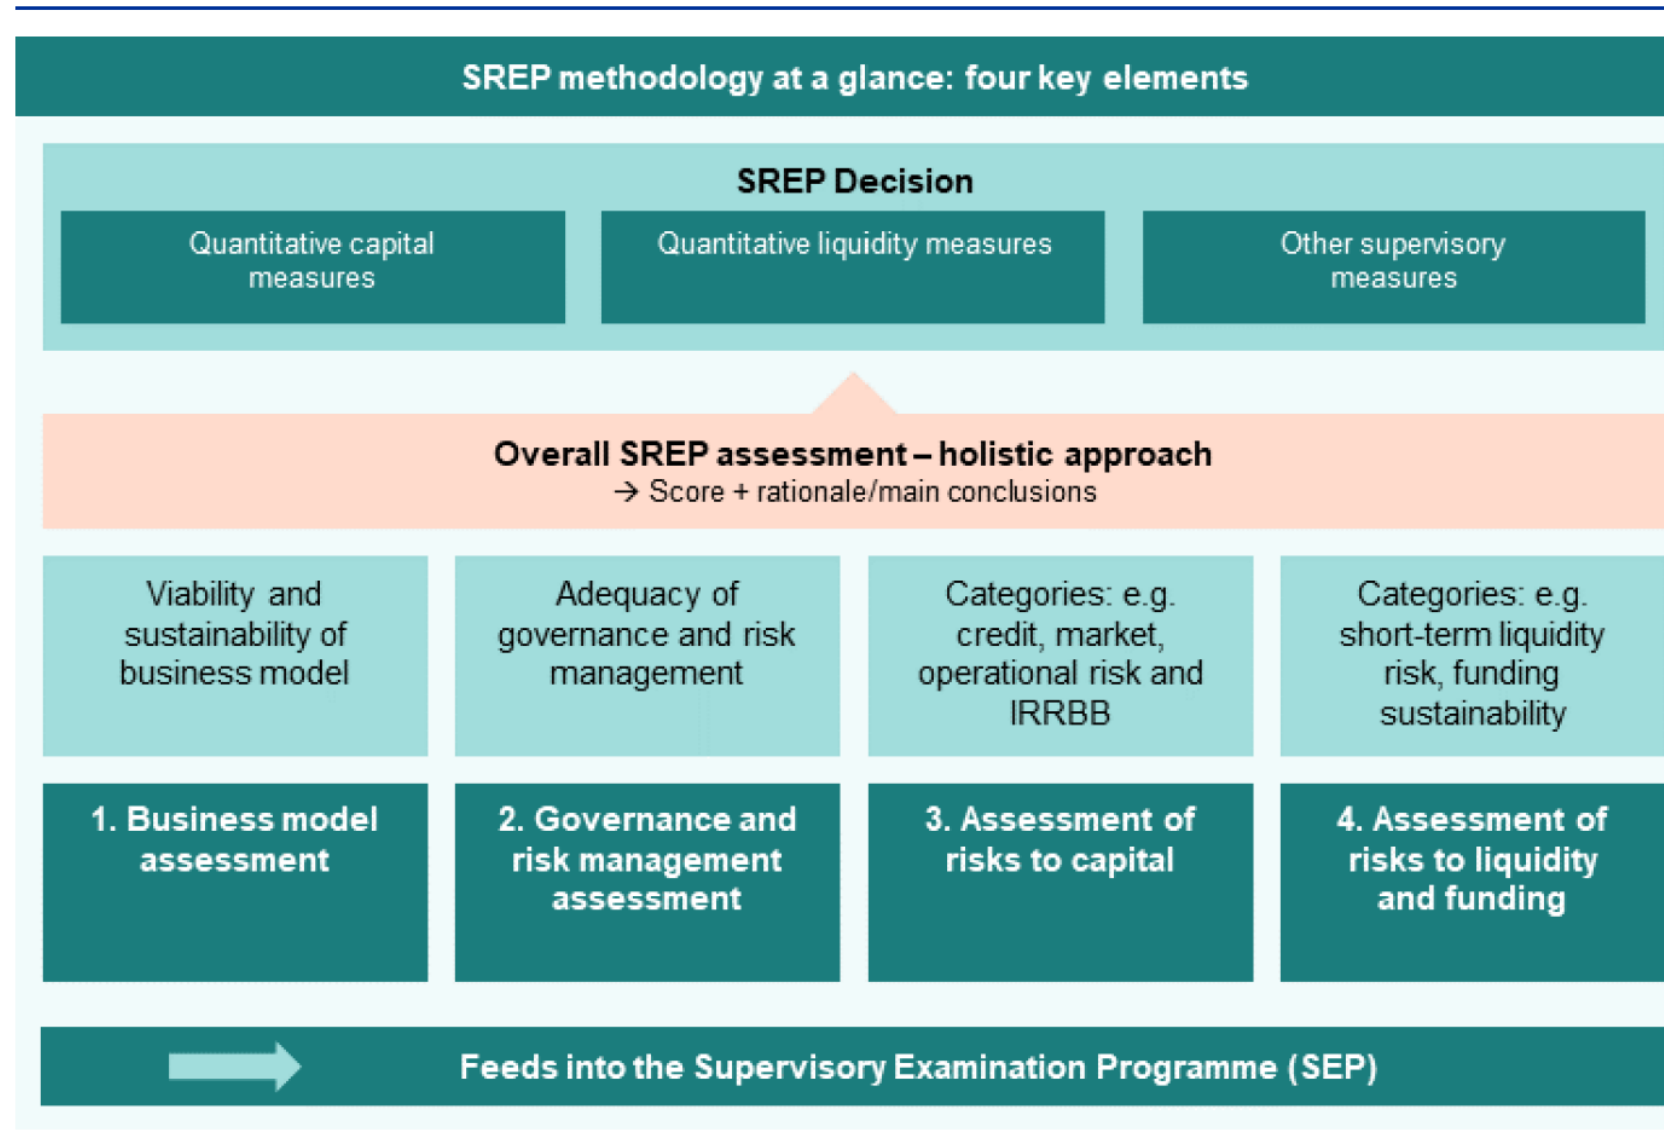 SREP methodology at a glance: four key elements
SREP Decision
Quantitative capital
measures
Quantitative liquidity measures
Other supervisory
measures
Overall SREP assessment – holistic approach
→ Score + rationale/main conclusions
Viability and
sustainability of
business model
Adequacy of
governance and risk
management
Categories: e.g.
credit, market,
operational risk and
IRRBB
Categories: e.g.
short-term liquidity
risk, funding
sustainability
1. Business model
assessment
2. Governance and
risk management
assessment
3. Assessment of
risks to capital
4. Assessment of
risks to liquidity
and funding
Feeds into the Supervisory Examination Programme (SEP)